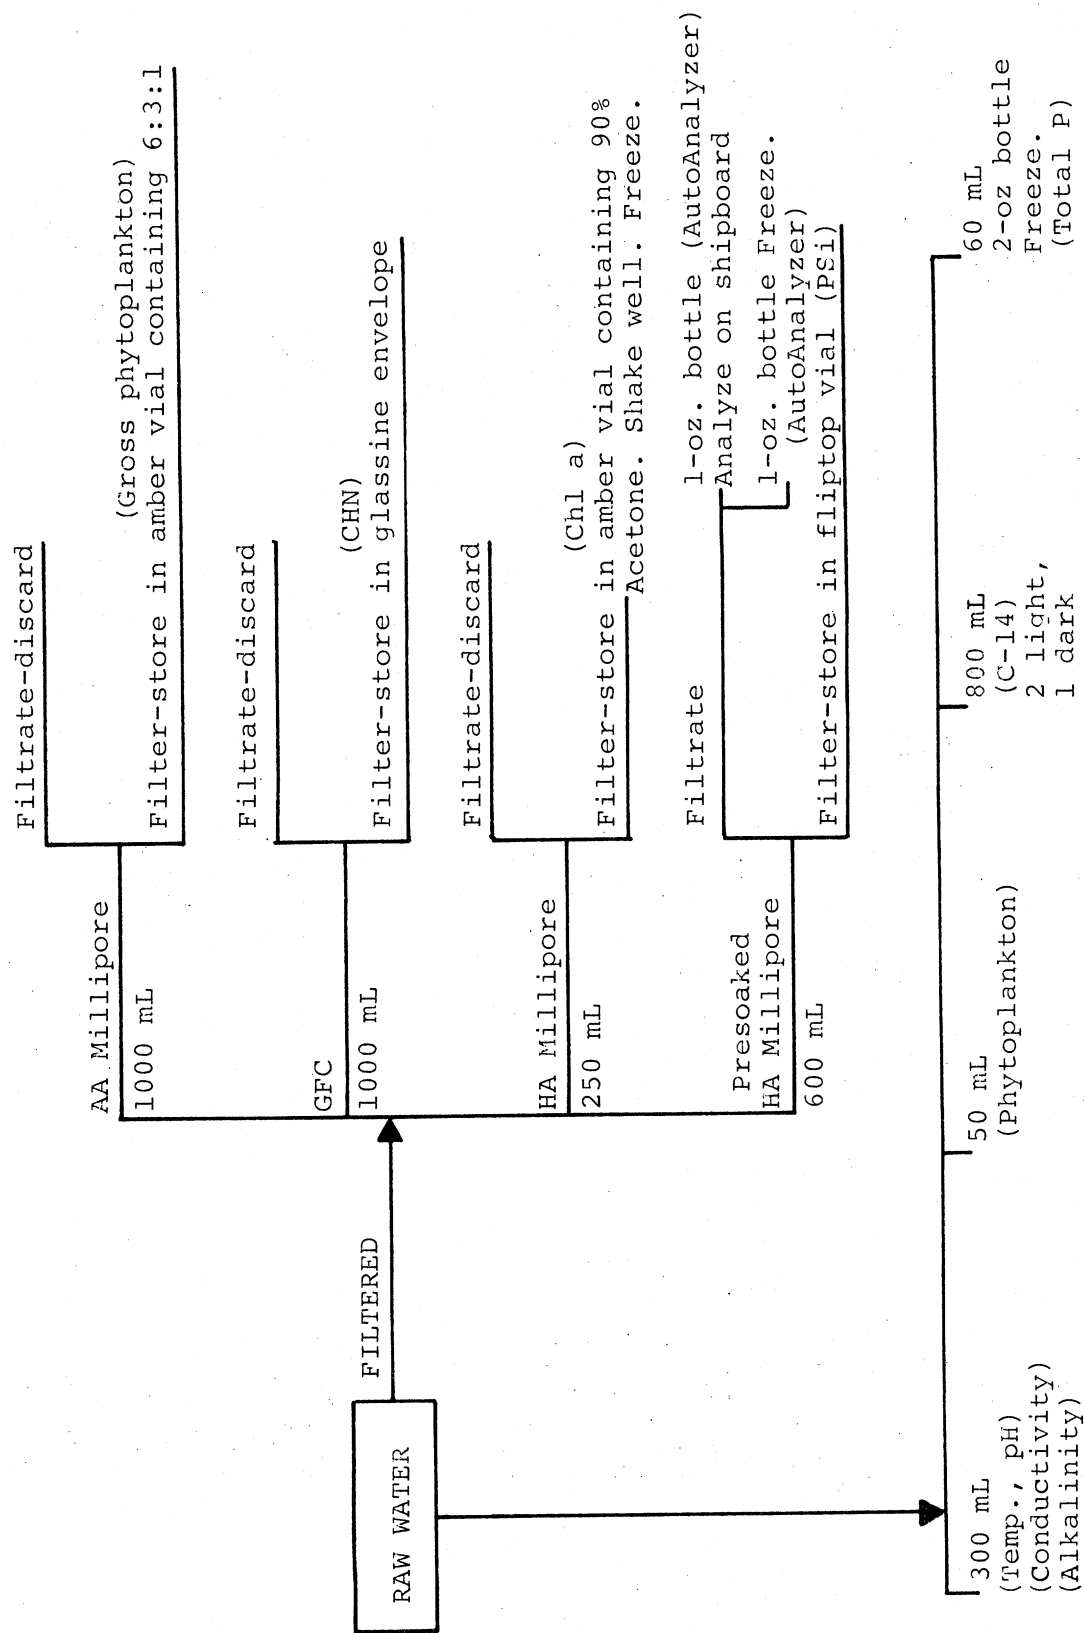 RAW WATER
FILTERED
AA Millipore
1000 mL
Filtrate-discard
(Gross phytoplankton)
Filter-store in amber vial containing 6:3:1
GFC
1000 mL
Filtrate-discard
(CHN)
Filter-store in glassine envelope
HA Millipore
250 mL
Filtrate-discard
(Chl a)
Filter-store in amber vial containing 90%
Acetone. Shake well. Freeze.
Presoaked
HA Millipore
600 mL
Filtrate
1-oz. bottle (AutoAnalyzer)
Analyze on shipboard
1-oz. bottle Freeze.
(AutoAnalyzer)
Filter-store in fliptop vial (PSi)
300 mL
(Temp., pH)
(Conductivity)
(Alkalinity)
50 mL
(Phytoplankton)
800 mL
(C-14)
2 light,
1 dark
60 mL
2-oz bottle
Freeze.
(Total P)